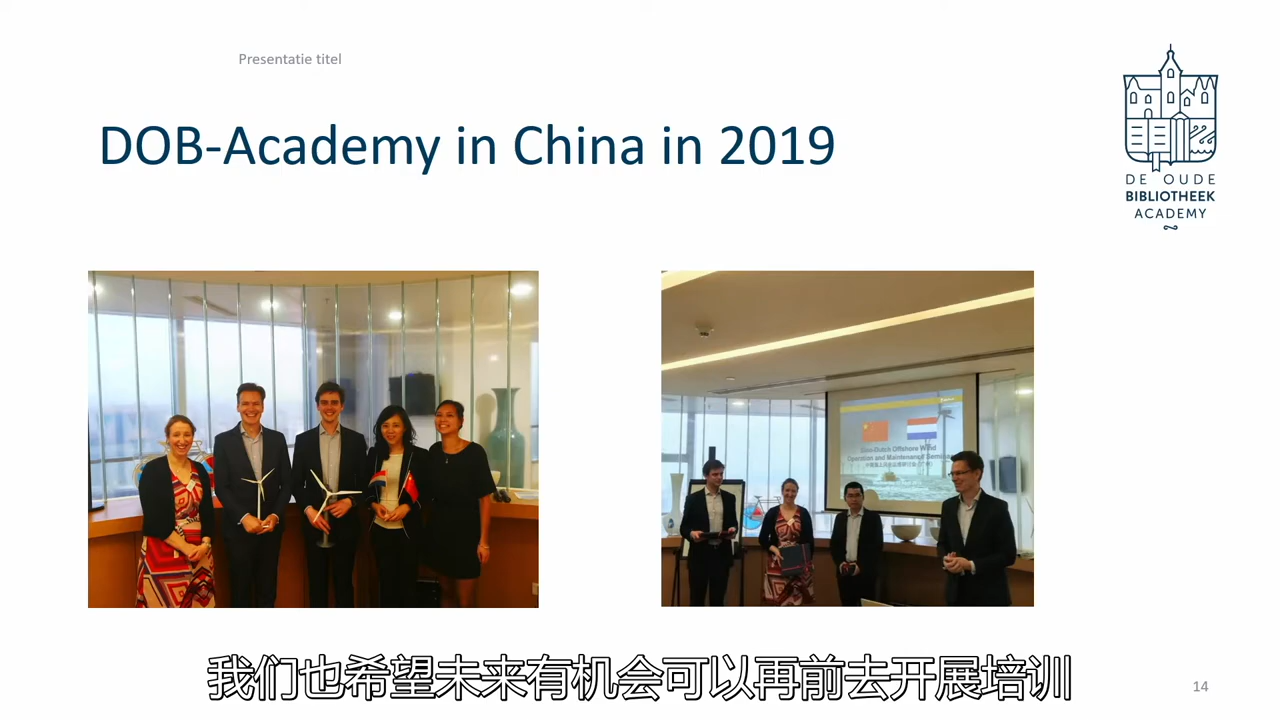 Presentatie titel
DOB-Academy in China in 2019
DE OUDE
BIBLIOTHEEK
ACADEMY
Sino-Dutch Offshore Wind
Operation and Maintenance Seminar
我们也希望未来有机会可以再前去开展培训
14